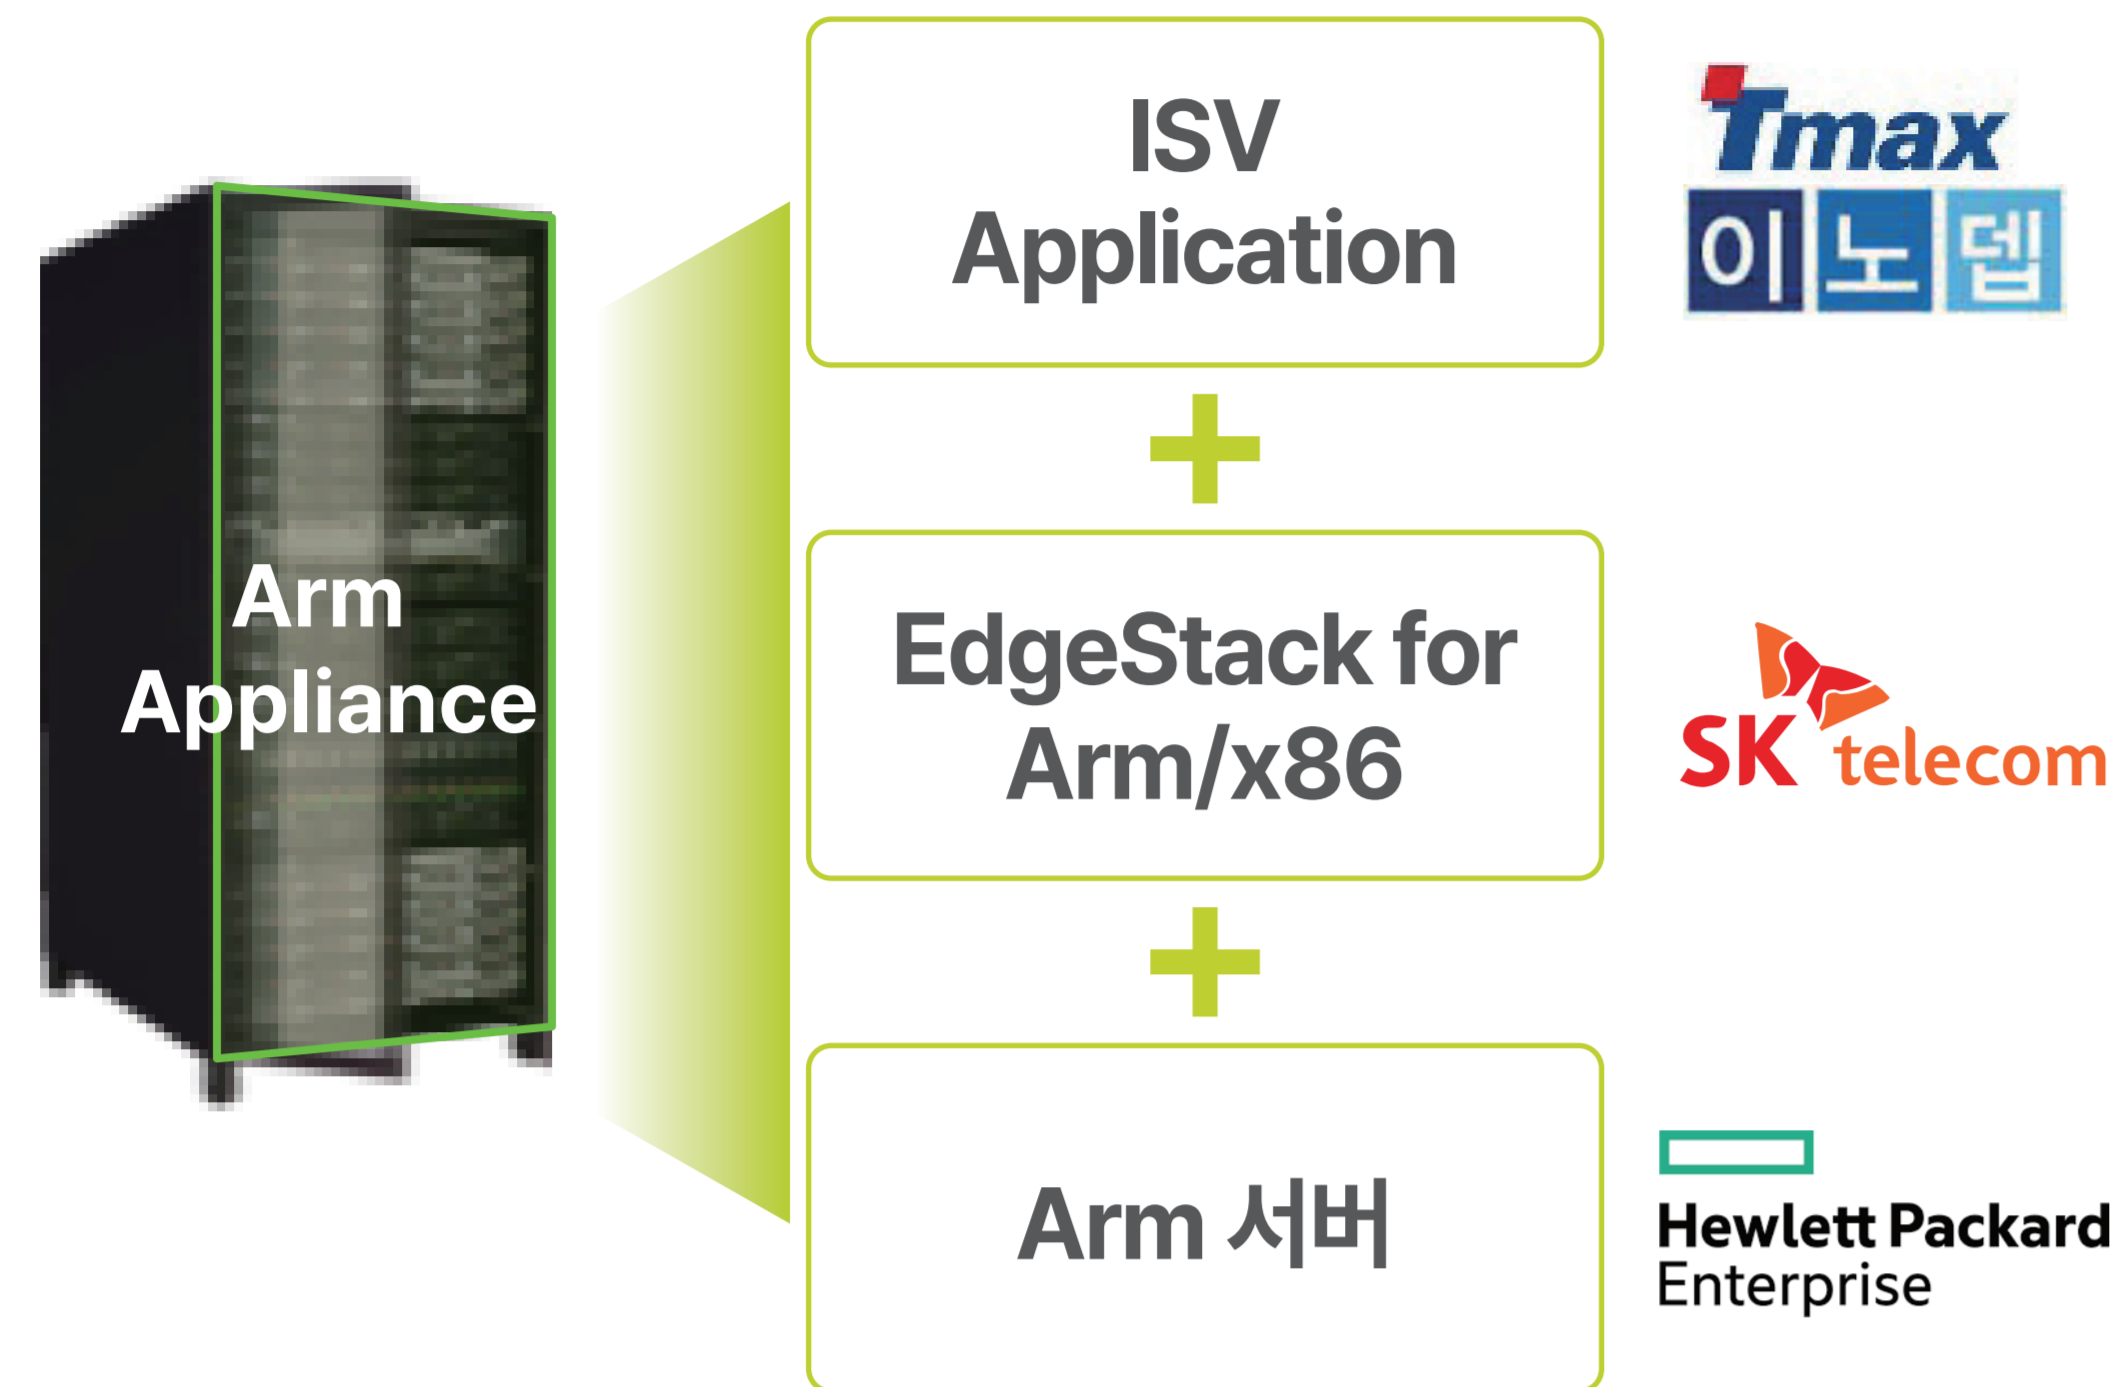 Arm
Appliance
ISV
Application
Tmax
이노뎁
EdgeStack for
Arm/x86
SK telecom
Arm 서버
Hewlett Packard
Enterprise